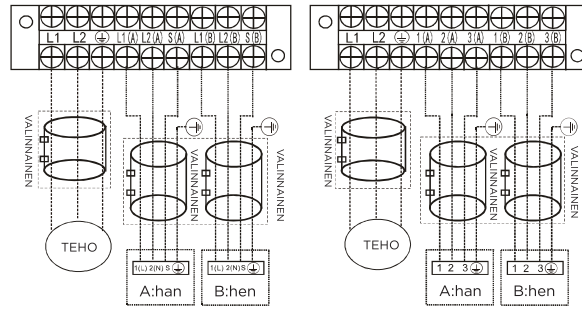 L1 L2 L1(A) L2(A) S(A) L1(B) L2(B) S(B)
VALINNAINEN
VALINNAINEN
VALINNAINEN
TEHO
1(L) 2(N) S
1(L) 2(N) S
A:han
B:hen
L1 L2 1(A) 2(A) 3(A) 1(B) 2(B) 3(B)
VALINNAINEN
VALINNAINEN
VALINNAINEN
TEHO
1 2 3
1 2 3
A:han
B:hen